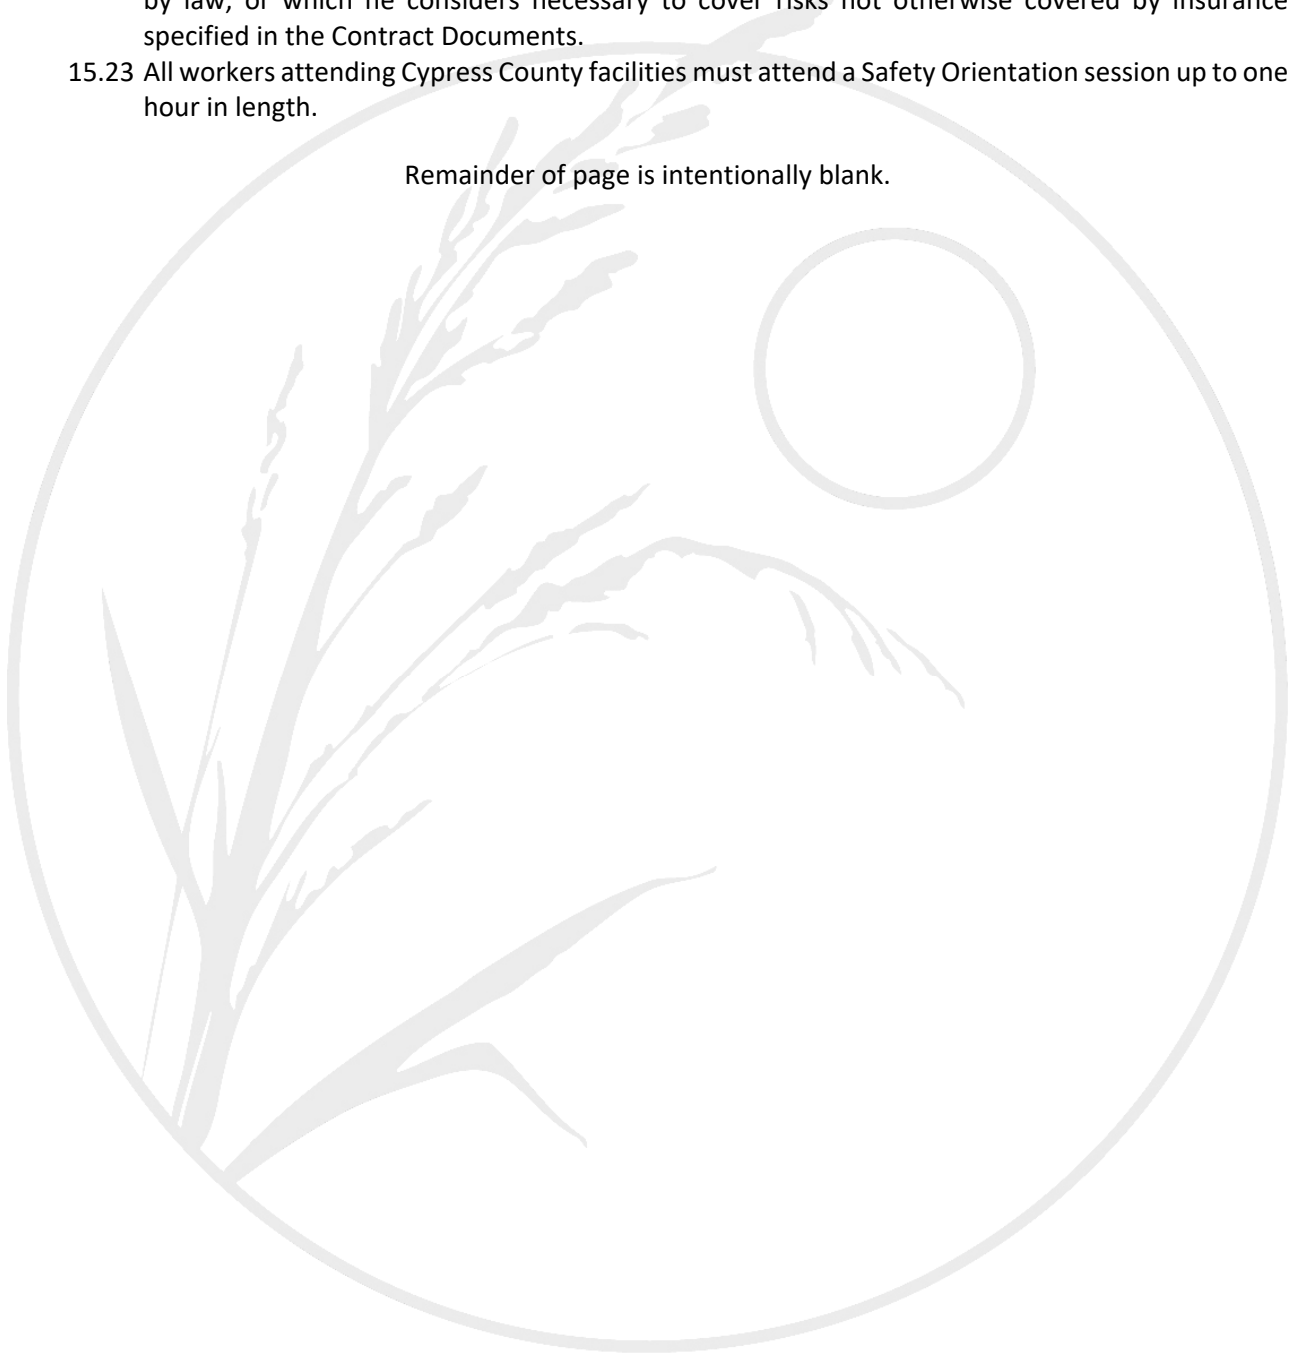 by law, or which he considers necessary to cover risks not otherwise covered by insurance
specified in the Contract Documents.
15.23 All workers attending Cypress County facilities must attend a Safety Orientation session up to one
hour in length.
Remainder of page is intentionally blank.